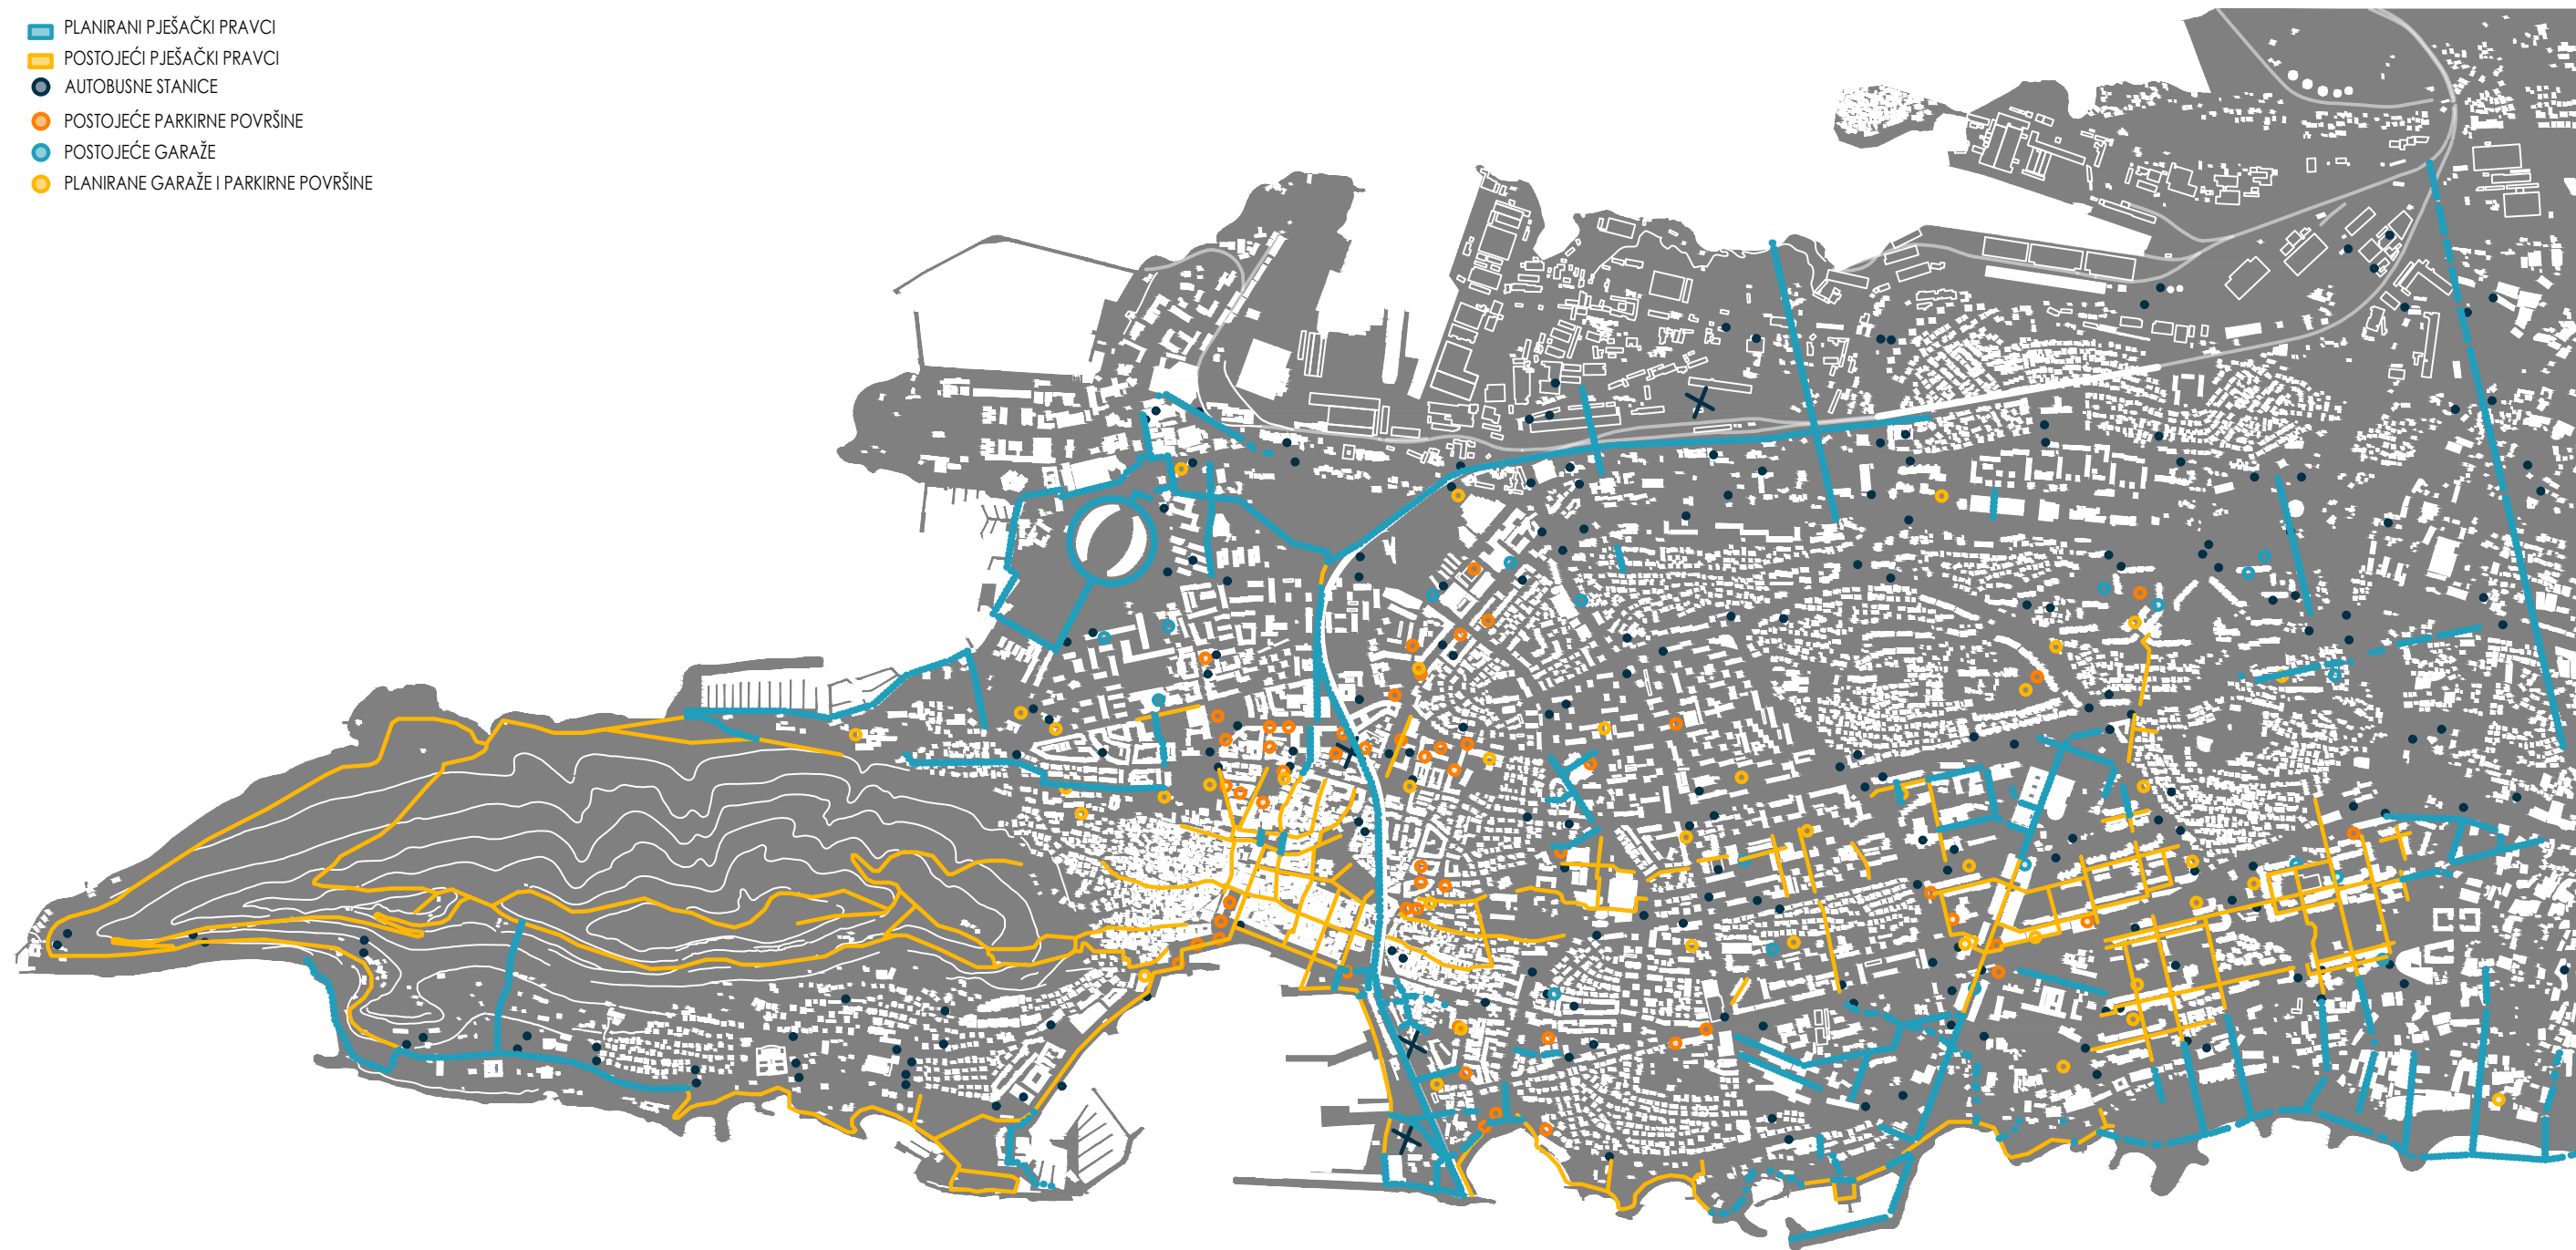 PLANIRANI PJEŠAČKI PRAVCI
POSTOJEĆI PJEŠAČKI PRAVCI
AUTOBUSNE STANICE
POSTOJEĆE PARKIRNE POVRŠINE
POSTOJEĆE GARAŽE
PLANIRANE GARAŽE I PARKIRNE POVRŠINE